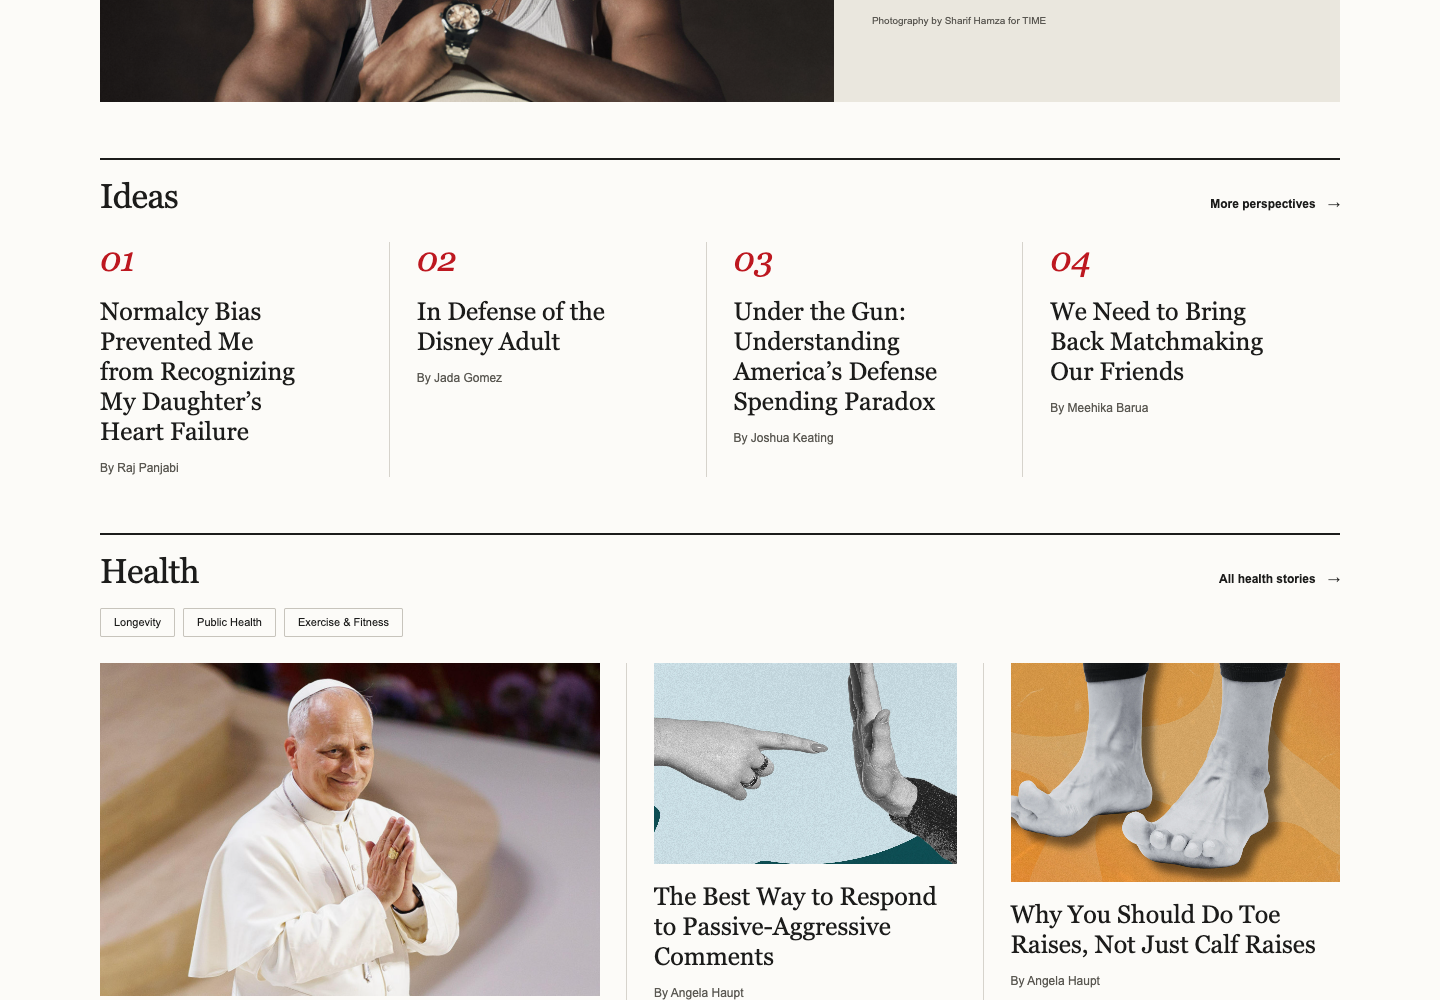 Photography by Sharif Hamza for TIME
Ideas
More perspectives →
01
Normalcy Bias
Prevented Me
from Recognizing
My Daughter’s
Heart Failure
By Raj Panjabi
02
In Defense of the
Disney Adult
By Jada Gomez
03
Under the Gun:
Understanding
America’s Defense
Spending Paradox
By Joshua Keating
04
We Need to Bring
Back Matchmaking
Our Friends
By Meehika Barua
Health
All health stories →
Longevity
Public Health
Exercise & Fitness
The Best Way to Respond
to Passive-Aggressive
Comments
By Angela Haupt
Why You Should Do Toe
Raises, Not Just Calf Raises
By Angela Haupt